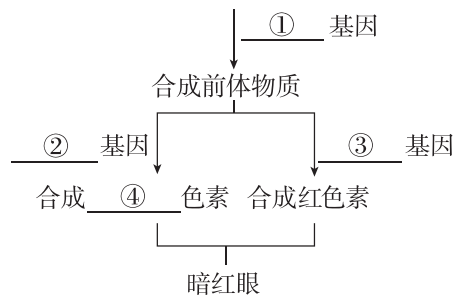 ① 基因
合成前体物质
② 基因 ③ 基因
合成 ④ 色素 合成红色素
暗红眼